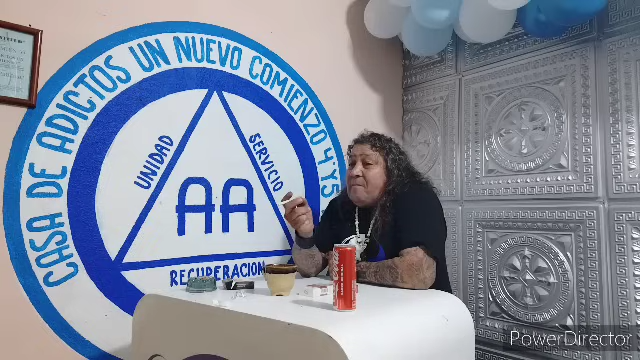 CASA DE ADICTOS UN NUEVO COMIENZO 4 Y 5
UNIDAD
SERVICIO
AA
RECUPERACION
PowerDirector